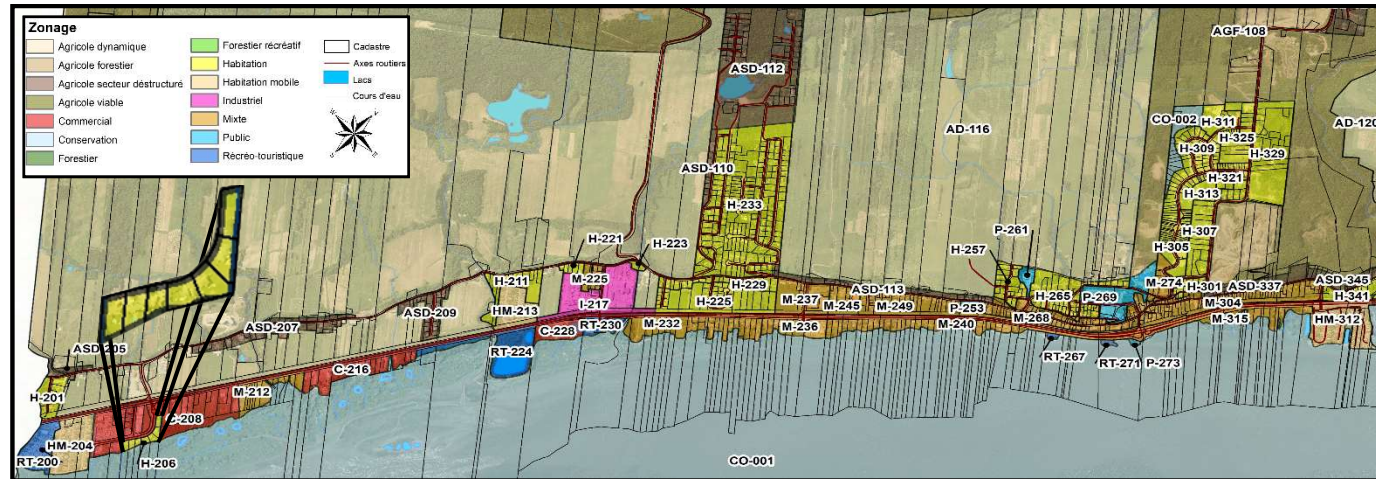 Zonage
Agricole dynamique
Agricole forestier
Agricole secteur déstructuré
Agricole viable
Commercial
Conservation
Forestier
Forestier récréatif
Habitation
Habitation mobile
Industriel
Mixte
Public
Récréo-touristique
Cadastre
Axes routiers
Lacs
Cours d'eau
AGF-108
ASD-112
CO-002
H-311
AD-116
AD-120
H-325
H-309
H-329
ASD-110
H-321
H-313
H-233
H-307
P-261
H-221
H-223
H-257
H-305
H-211
M-225
H-229
ASD-113
H-265
P-269
M-274
H-301
ASD-337
ASD-345
HM-213
I-217
H-225
M-237
M-245
M-249
P-253
M-268
M-304
H-341
ASD-209
ASD-207
C-228
RT-230
M-232
M-236
M-240
M-315
HM-312
ASD-205
RT-224
RT-267
RT-271
P-273
C-216
H-201
M-212
C-208
HM-204
RT-200
H-206
CO-001